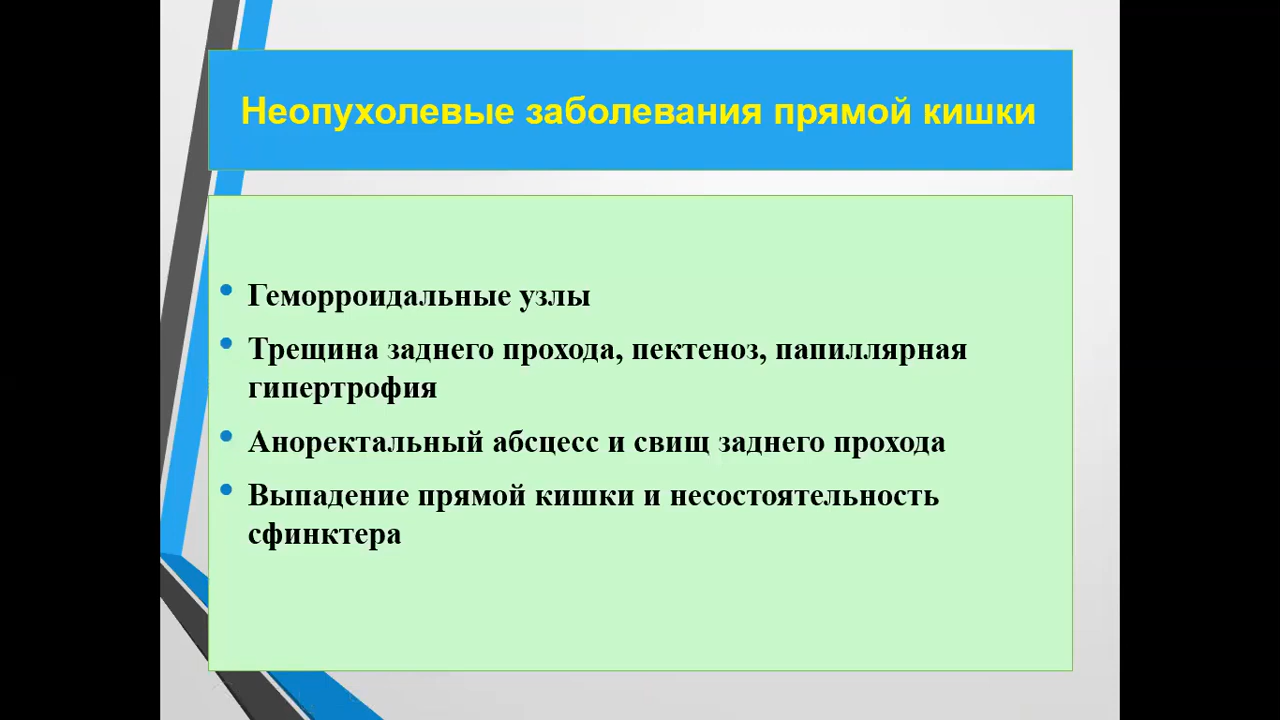 Неопухолевые заболевания прямой кишки
• Геморроидальные узлы
• Трещина заднего прохода, пектеноз, папиллярная
гипертрофия
• Аноректальный абсцесс и свищ заднего прохода
• Выпадение прямой кишки и несостоятельность
сфинктера